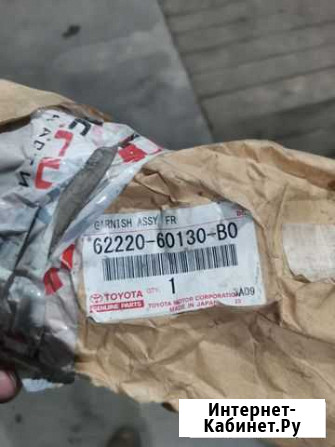 GARNISH ASSY, FR
62220-60130-B0
1
TOYOTA QTY.
GENUINE PARTS TOYOTA MOTOR CORPORATION
MADE IN JAPAN
Интернет-
Кабинет.Ру